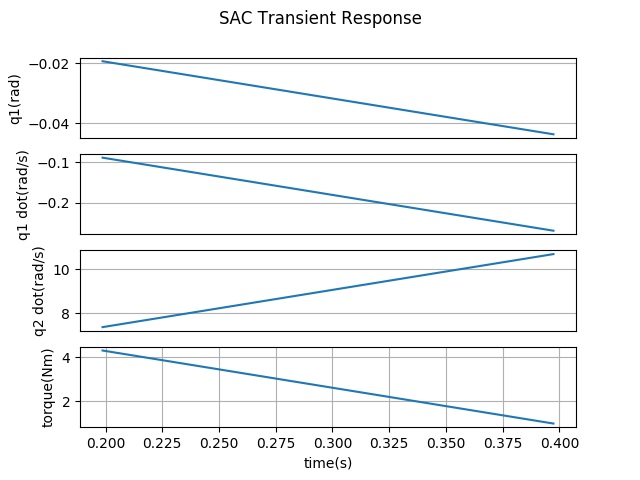 SAC Transient Response
−0.02
−0.04
q1(rad)
−0.1
−0.2
q1 dot(rad/s)
10
8
q2 dot(rad/s)
4
2
torque(Nm)
0.200 0.225 0.250 0.275 0.300 0.325 0.350 0.375 0.400
time(s)